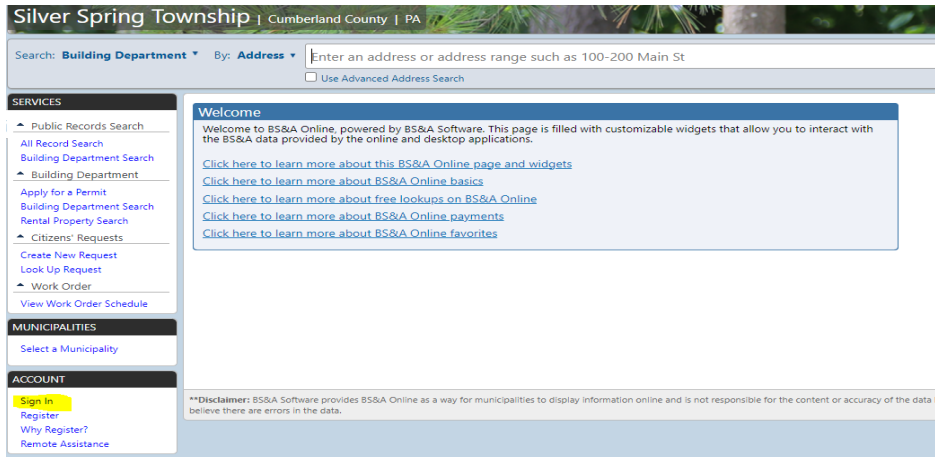 Silver Spring Township | Cumberland County | PA
Search: Building Department ▾ By: Address ▾ Enter an address or address range such as 100-200 Main St
Use Advanced Address Search
SERVICES
Public Records Search
All Record Search
Building Department Search
Building Department
Apply for a Permit
Building Department Search
Rental Property Search
Citizens' Requests
Create New Request
Look Up Request
Work Order
View Work Order Schedule
MUNICIPALITIES
Select a Municipality
ACCOUNT
Sign In
Register
Why Register?
Remote Assistance
Welcome
Welcome to BS&A Online, powered by BS&A Software. This page is filled with customizable widgets that allow you to interact with
the BS&A data provided by the online and desktop applications.
Click here to learn more about this BS&A Online page and widgets
Click here to learn more about BS&A Online basics
Click here to learn more about free lookups on BS&A Online
Click here to learn more about BS&A Online payments
Click here to learn more about BS&A Online favorites
**Disclaimer: BS&A Software provides BS&A Online as a way for municipalities to display information online and is not responsible for the content or accuracy of the data
believe there are errors in the data.